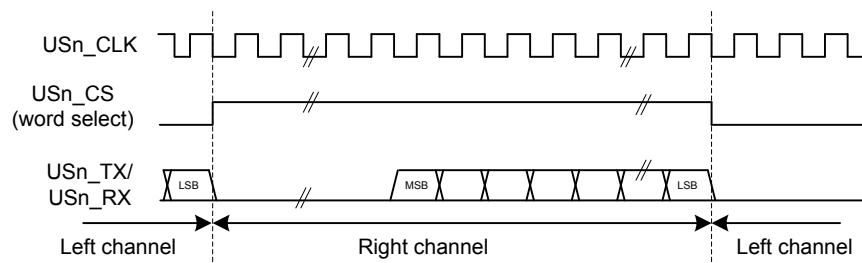 USn_CLK
USn_CS
(word select)
USn_TX/
USn_RX
LSB
MSB
LSB
Left channel
Right channel
Left channel